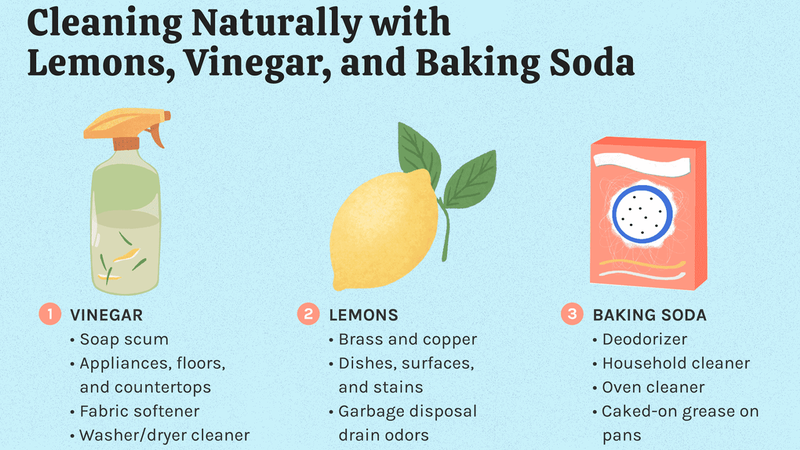 Cleaning Naturally with
Lemons, Vinegar, and Baking Soda
1 VINEGAR
• Soap scum
• Appliances, floors,
and countertops
• Fabric softener
• Washer/dryer cleaner
2 LEMONS
• Brass and copper
• Dishes, surfaces,
and stains
• Garbage disposal
drain odors
3 BAKING SODA
• Deodorizer
• Household cleaner
• Oven cleaner
• Caked-on grease on
pans